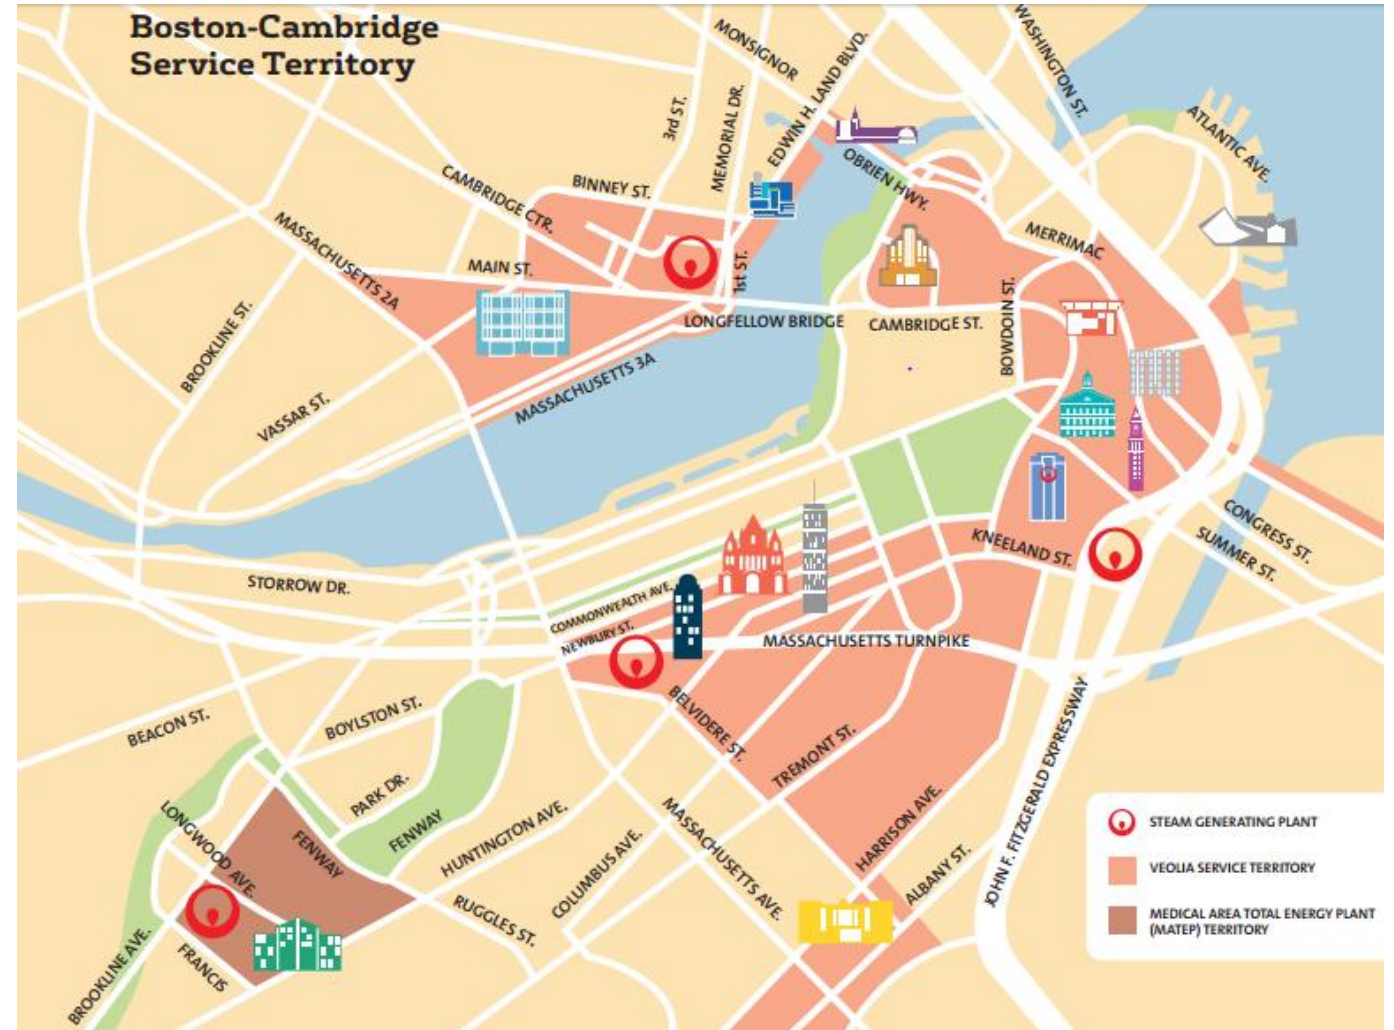 Boston-Cambridge
Service Territory
MONSIGNOR
WASHINGTON ST.
EDWIN H. LAND BLVD.
3rd ST.
MEMORIAL DR.
ATLANTIC AVE.
OBRIEN HWY.
CAMBRIDGE CTR.
BINNEY ST.
MASSACHUSETTS 2A
MERRIMAC
MAIN ST.
1st ST.
BOWDOIN ST.
LONGFELLOW BRIDGE
CAMBRIDGE ST.
BROOKLINE ST.
MASSACHUSETTS 3A
VASSAR ST.
CONGRESS ST.
SUMMER ST.
KNEELAND ST.
STORROW DR.
COMMONWEALTH AVE.
NEWBURY ST.
MASSACHUSETTS TURNPIKE
BEACON ST.
BOYLSTON ST.
BELVIDERE ST.
TREMONT ST.
JOHN F. FITZGERALD EXPRESSWAY
PARK DR.
LONGWOOD AVE.
FENWAY
FENWAY
HUNTINGTON AVE.
COLUMBUS AVE.
MASSACHUSETTS AVE.
HARRISON AVE.
ALBANY ST.
RUGGLES ST.
BROOKLINE AVE.
FRANCIS
STEAM GENERATING PLANT
VEOLIA SERVICE TERRITORY
MEDICAL AREA TOTAL ENERGY PLANT
(MATEP) TERRITORY